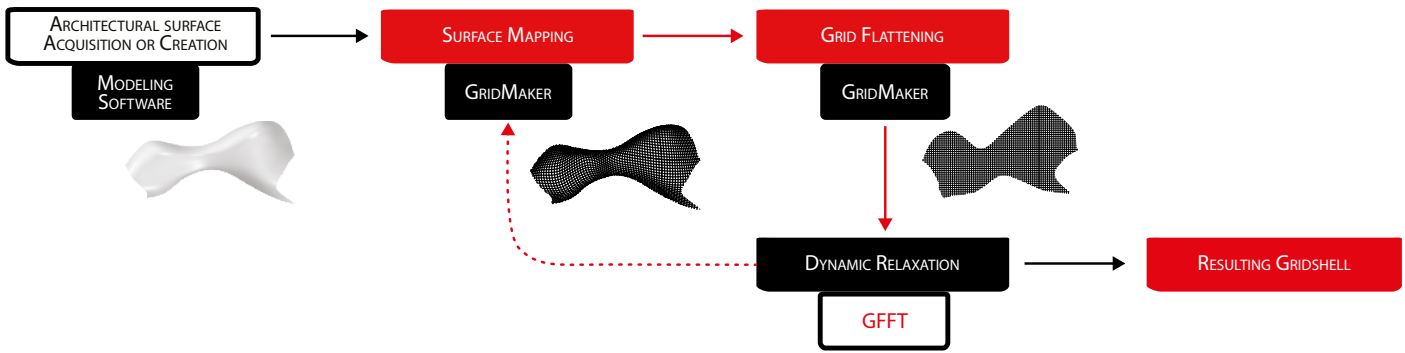 Architectural surface
Acquisition or Creation
Modeling
Software
Surface Mapping
GridMaker
Grid Flattening
GridMaker
Dynamic Relaxation
GFFT
Resulting Gridshell